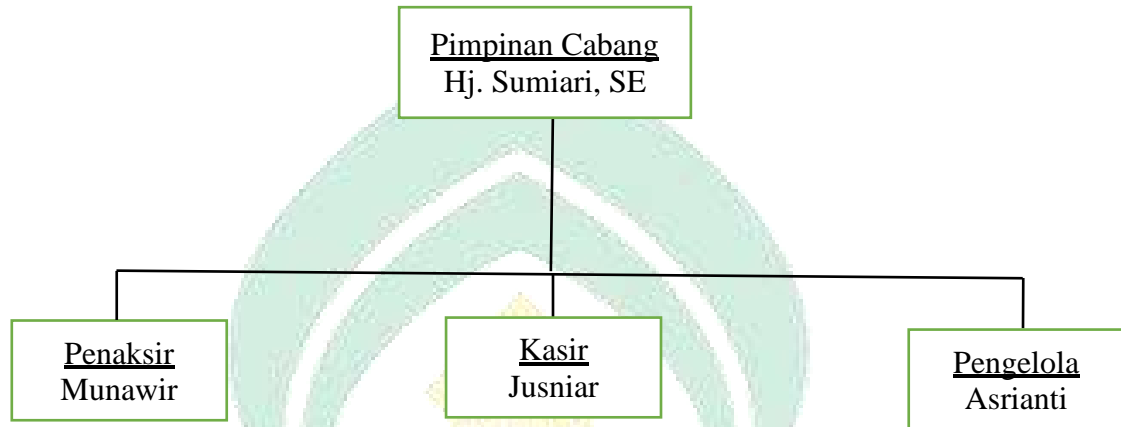 Pimpinan Cabang
Hj. Sumiari, SE
Penaksir
Munawir
Kasir
Jusniar
Pengelola
Asrianti